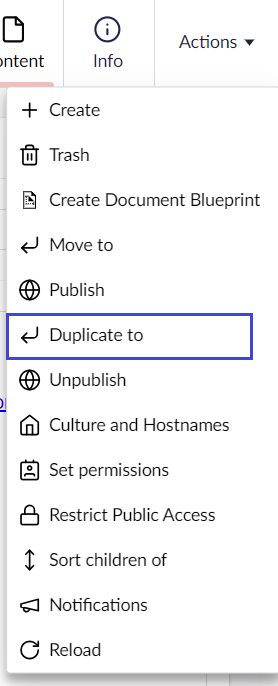 ontent
Info
Actions
Create
Trash
Create Document Blueprint
Move to
Publish
Duplicate to
Unpublish
Culture and Hostnames
Set permissions
Restrict Public Access
Sort children of
Notifications
Reload